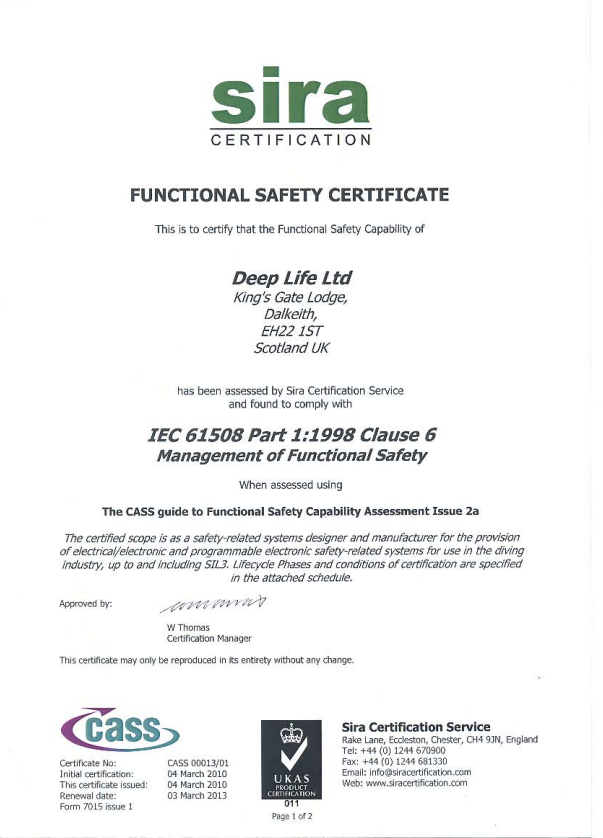 sira
CERTIFICATION
FUNCTIONAL SAFETY CERTIFICATE
This is to certify that the Functional Safety Capability of
Deep Life Ltd
King's Gate Lodge,
Dalkeith,
EH22 1ST
Scotland UK
has been assessed by Sira Certification Service
and found to comply with
IEC 61508 Part 1:1998 Clause 6
Management of Functional Safety
When assessed using
The CASS guide to Functional Safety Capability Assessment Issue 2a
The certified scope is as a safety-related systems designer and manufacturer for the provision
of electrical/electronic and programmable electronic safety-related systems for use in the diving
industry, up to and including SIL3. Lifecycle Phases and conditions of certification are specified
in the attached schedule.
Approved by:
W Thomas
Certification Manager
This certificate may only be reproduced in its entirety without any change.
cass
Certificate No: CASS 00013/01
Initial certification: 04 March 2010
This certificate issued: 04 March 2010
Renewal date: 03 March 2013
Form 7015 issue 1
UKAS
PRODUCT
CERTIFICATION
011
Page 1 of 2
Sira Certification Service
Rake Lane, Eccleston, Chester, CH4 9JN, England
Tel: +44 (0) 1244 670900
Fax: +44 (0) 1244 681330
Email: info@siracertification.com
Web: www.siracertification.com